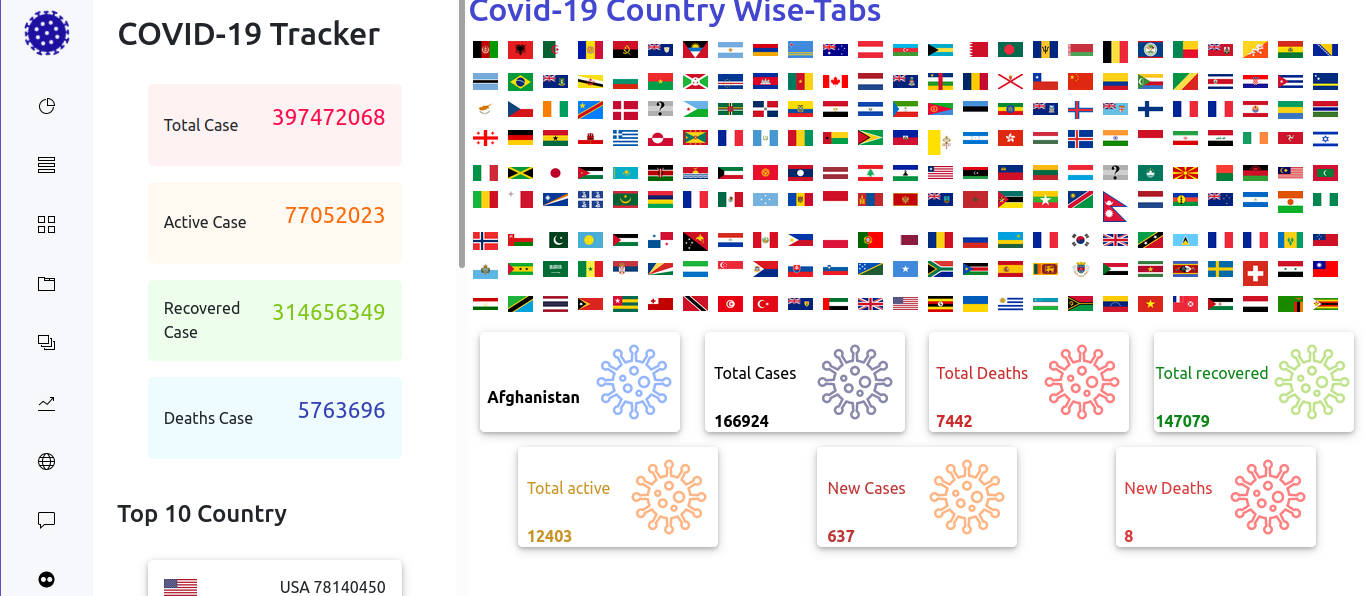 COVID-19 Tracker
Total Case
397472068
Active Case
77052023
Recovered
Case
314656349
Deaths Case
5763696
Top 10 Country
USA 78140450
Covid-19 Country Wise-Tabs
Afghanistan
Total Cases
166924
Total Deaths
7442
Total recovered
147079
Total active
12403
New Cases
637
New Deaths
8